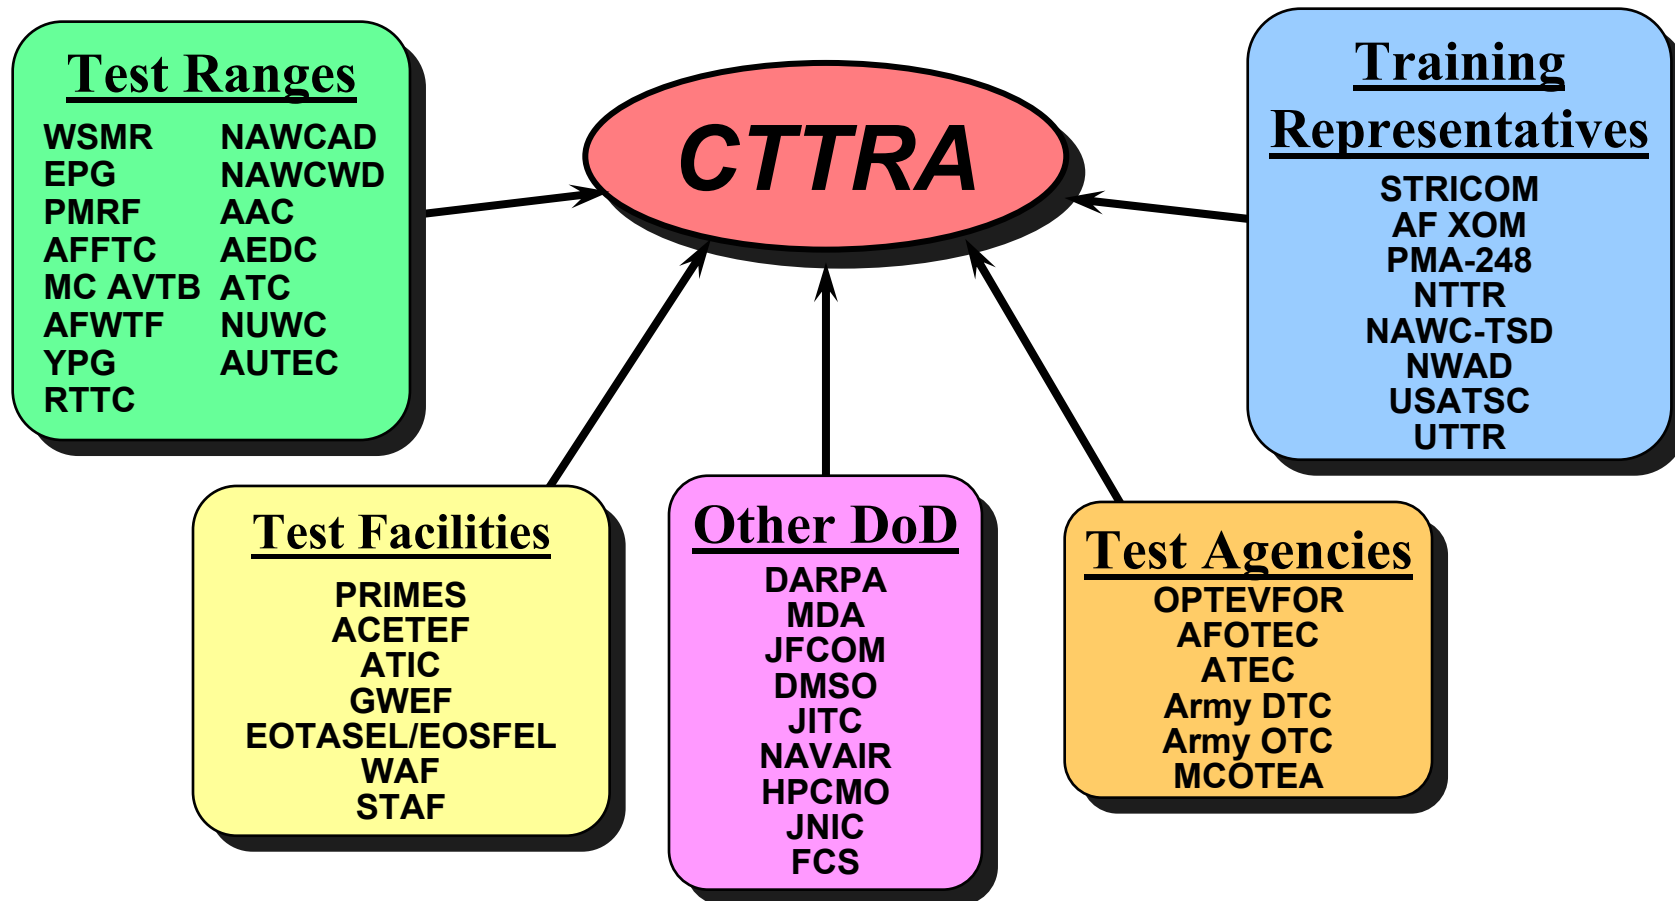 Test Ranges
WSMR
EPG
PMRF
AFFTC
MC AVTB
AFWTF
YPG
RTTC
NAWCAD
NAWCWD
AAC
AEDC
ATC
NUWC
AUTEC
CTTRA
Training
Representatives
STRICOM
AF XOM
PMA-248
NTTR
NAWC-TSD
NWAD
USATSC
UTTR
Test Facilities
PRIMES
ACETEF
ATIC
GWEF
EOTASEL/EOSFEL
WAF
STAF
Other DoD
DARPA
MDA
JFCOM
DMSO
JITC
NAVAIR
HPCMO
JNIC
FCS
Test Agencies
OPTEVFOR
AFOTEC
ATEC
Army DTC
Army OTC
MCOTEA